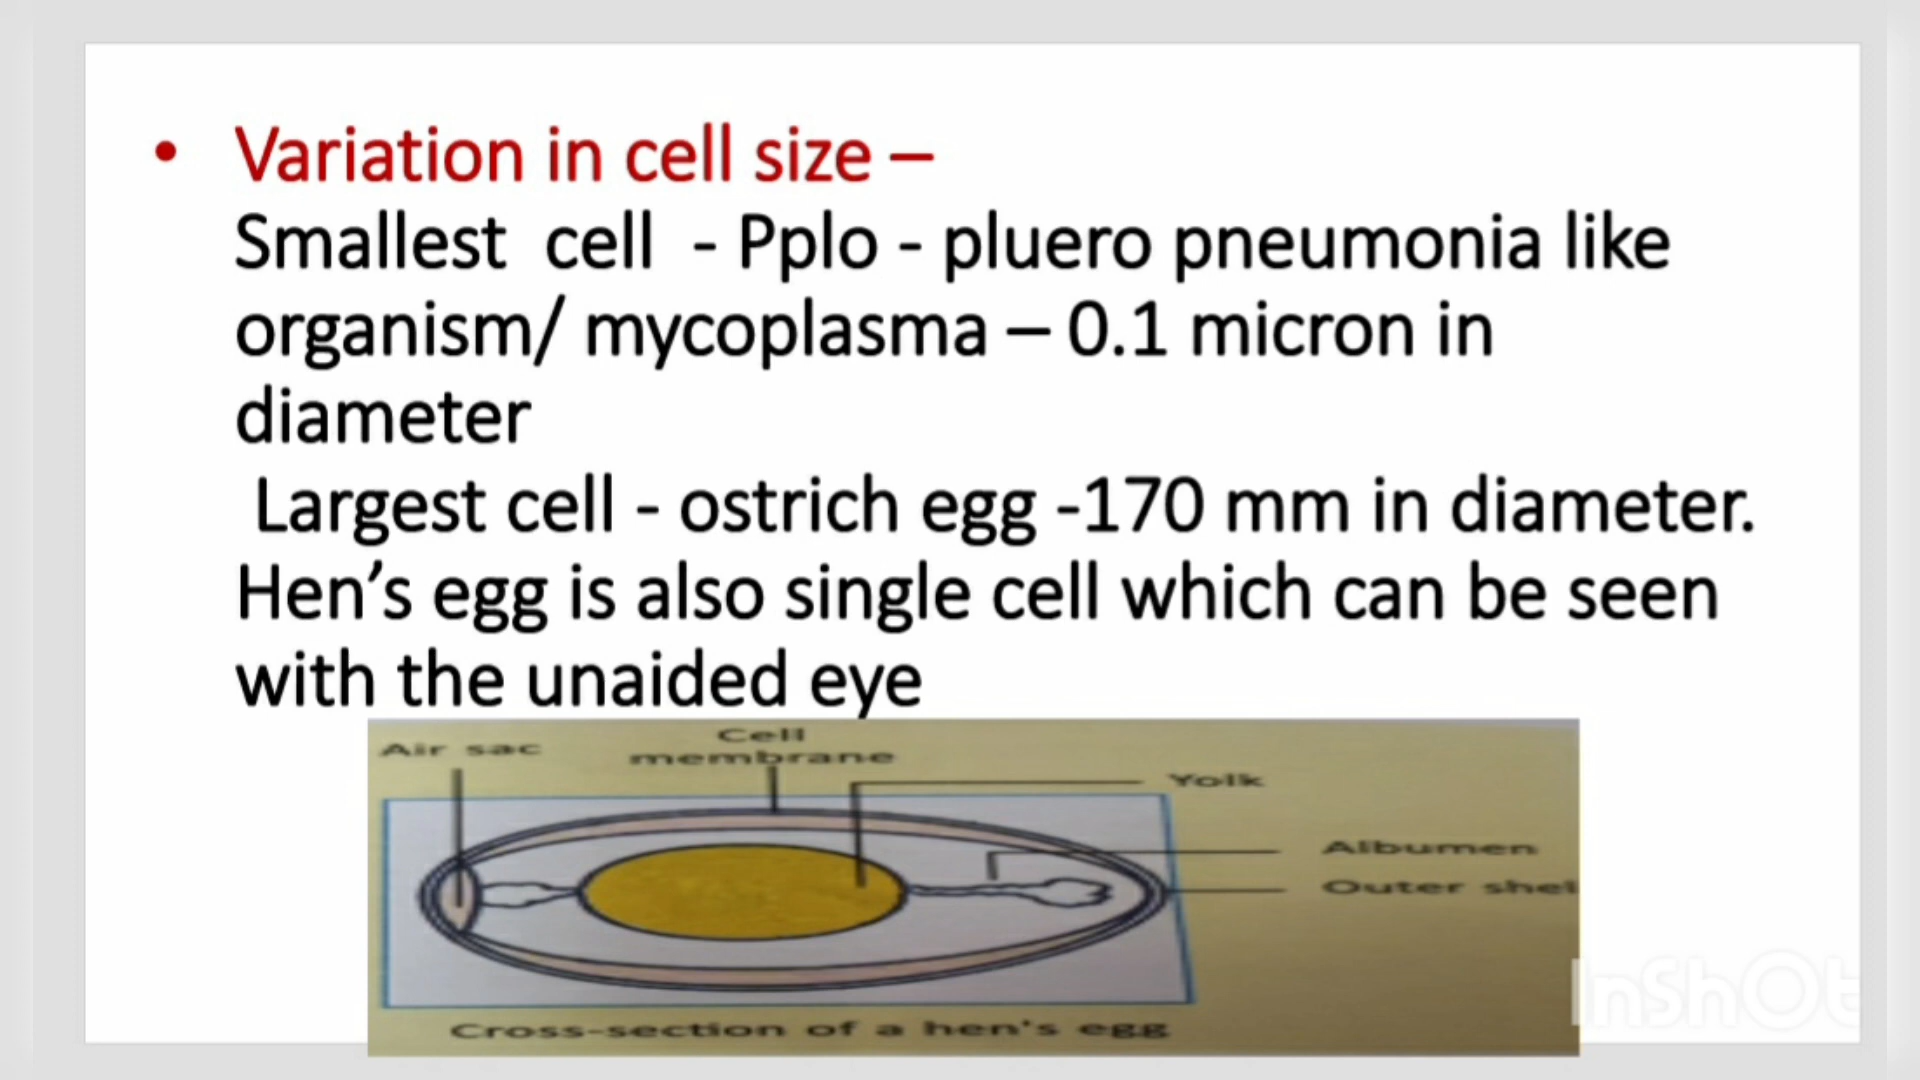 • Variation in cell size –
Smallest cell - Pplo - pluero pneumonia like
organism/ mycoplasma – 0.1 micron in
diameter
Largest cell - ostrich egg -170 mm in diameter.
Hen’s egg is also single cell which can be seen
with the unaided eye
Air sac
Cell
membrane
Yolk
Albumen
Outer shel
Cross-section of a hen's egg
InShOt